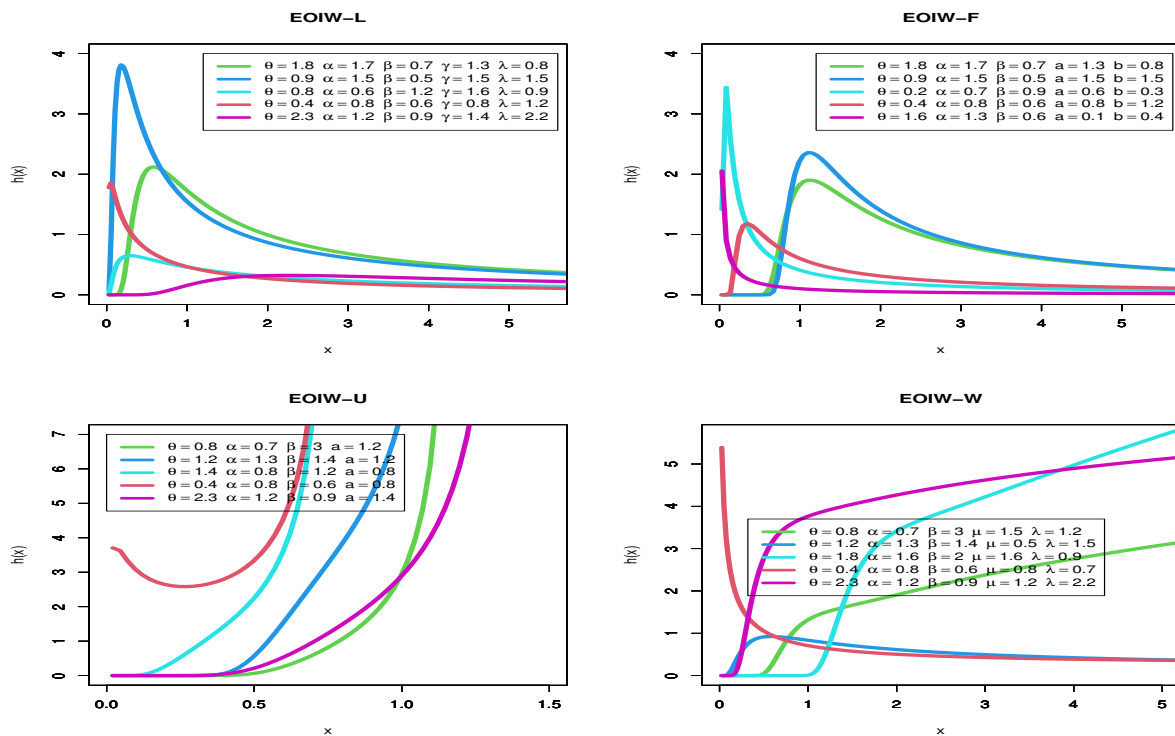 EOIW-L
4
3
2
1
0
h(x)
θ=1.8 α=1.7 β=0.7 γ=1.3 λ=0.8
θ=0.9 α=1.5 β=0.5 γ=1.5 λ=1.5
θ=0.8 α=0.6 β=1.2 γ=1.6 λ=0.9
θ=0.4 α=0.8 β=0.6 γ=0.8 λ=1.2
θ=2.3 α=1.2 β=0.9 γ=1.4 λ=2.2
0 1 2 3 4 5
x
EOIW-F
4
3
2
1
0
h(x)
θ=1.8 α=1.7 β=0.7 a=1.3 b=0.8
θ=0.9 α=1.5 β=0.5 a=1.5 b=1.5
θ=0.2 α=0.7 β=0.9 a=0.6 b=0.3
θ=0.4 α=0.8 β=0.6 a=0.8 b=1.2
θ=1.6 α=1.3 β=0.6 a=0.1 b=0.4
0 1 2 3 4 5
x
EOIW-U
7
6
5
4
3
2
1
0
h(x)
θ=0.8 α=0.7 β=3 a=1.2
θ=1.2 α=1.3 β=1.4 a=1.2
θ=1.4 α=0.8 β=1.2 a=0.8
θ=0.4 α=0.8 β=0.6 a=0.8
θ=2.3 α=1.2 β=0.9 a=1.4
0.0 0.5 1.0 1.5
x
EOIW-W
5
4
3
2
1
0
h(x)
θ=0.8 α=0.7 β=3 μ=1.5 λ=1.2
θ=1.2 α=1.3 β=1.4 μ=0.5 λ=1.5
θ=1.8 α=1.6 β=2 μ=1.6 λ=0.9
θ=0.4 α=0.8 β=0.6 μ=0.8 λ=0.7
θ=2.3 α=1.2 β=0.9 μ=1.2 λ=2.2
0 1 2 3 4 5
x